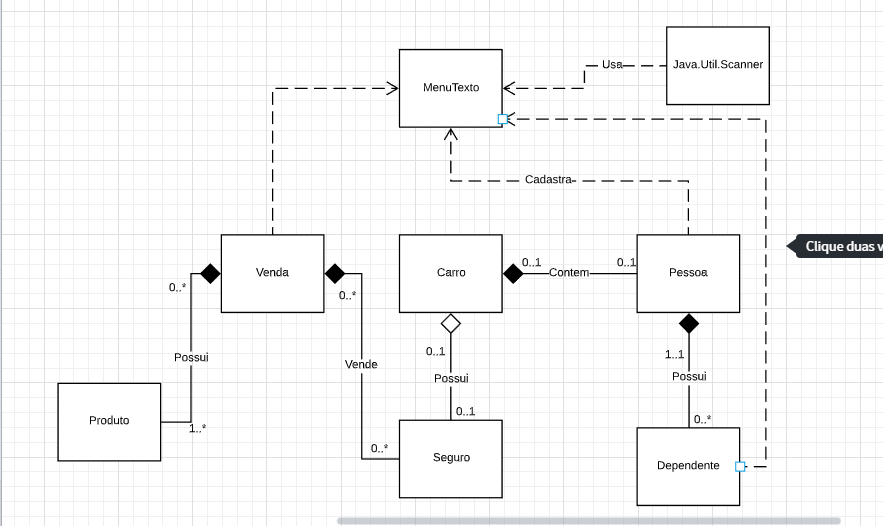 MenuTexto
Usa
Java.Util.Scanner
Cadastra
Clique duas v
Venda
Carro
0..1
Contem
0..1
Pessoa
0..*
0..*
Possui
Vende
0..1
Possui
0..1
1..1
Possui
0..*
Produto
1..*
0..*
Seguro
Dependente